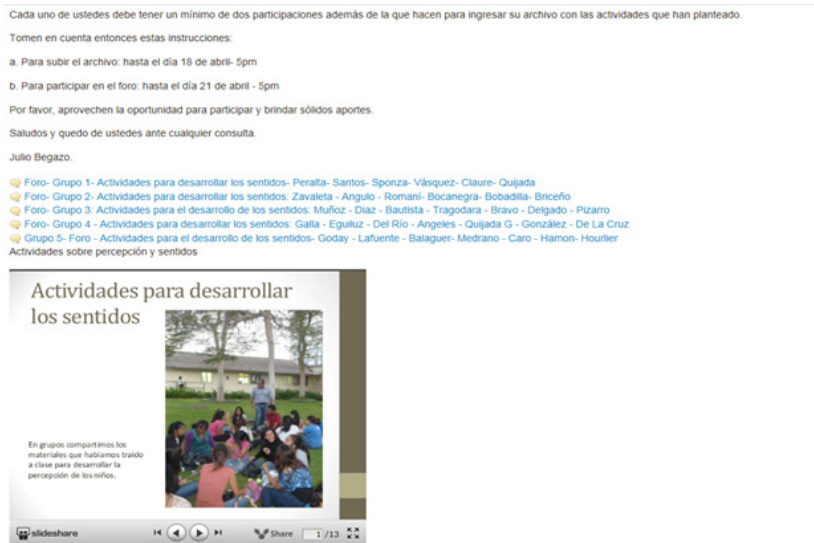 Cada uno de ustedes debe tener un mínimo de dos participaciones además de la que hacen para ingresar su archivo con las actividades que han planteado.
Tomen en cuenta entonces estas instrucciones:
a. Para subir el archivo: hasta el día 18 de abril- 5pm
b. Para participar en el foro: hasta el día 21 de abril - 5pm
Por favor, aprovechen la oportunidad para participar y brindar sólidos aportes.
Saludos y quedo de ustedes ante cualquier consulta.
Julio Begazo.
Foro- Grupo 1- Actividades para desarrollar los sentidos- Peralta- Santos- Sponza- Vásquez- Claure- Quijada
Foro- Grupo 2- Actividades para desarrollar los sentidos: Zavaleta - Angulo - Romaní- Bocanegra- Bobadilla- Briceño
Foro- Grupo 3: Actividades para el desarrollo de los sentidos: Muñoz - Diaz - Bautista - Tragodara - Bravo - Delgado - Pizarro
Foro- Grupo 4 - Actividades para desarrollar los sentidos: Galla - Eguiluz - Del Río - Angeles - Quijada G - González - De La Cruz
Grupo 5- Foro - Actividades para el desarrollo de los sentidos- Goday - Lafuente - Balaguer- Medrano - Caro - Hamon- Hourlier
Actividades sobre percepción y sentidos
Actividades para desarrollar
los sentidos
En grupos compartimos los
materiales que habíamos traído
a clase para desarrollar la
percepción de los niños.
slideshare Share 1 /13